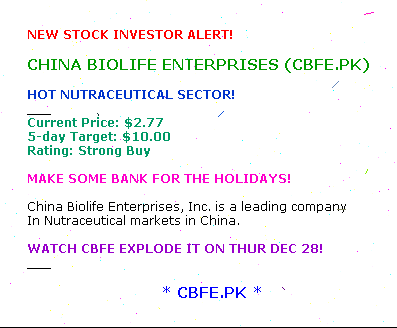 NEW STOCK INVESTOR ALERT!
CHINA BIOLIFE ENTERPRISES (CBFE.PK)
HOT NUTRACEUTICAL SECTOR!
Current Price: $2.77
5-day Target: $10.00
Rating: Strong Buy
MAKE SOME BANK FOR THE HOLIDAYS!
China Biolife Enterprises, Inc. is a leading company
In Nutraceutical markets in China.
WATCH CBFE EXPLODE IT ON THUR DEC 28!
* CBFE.PK *